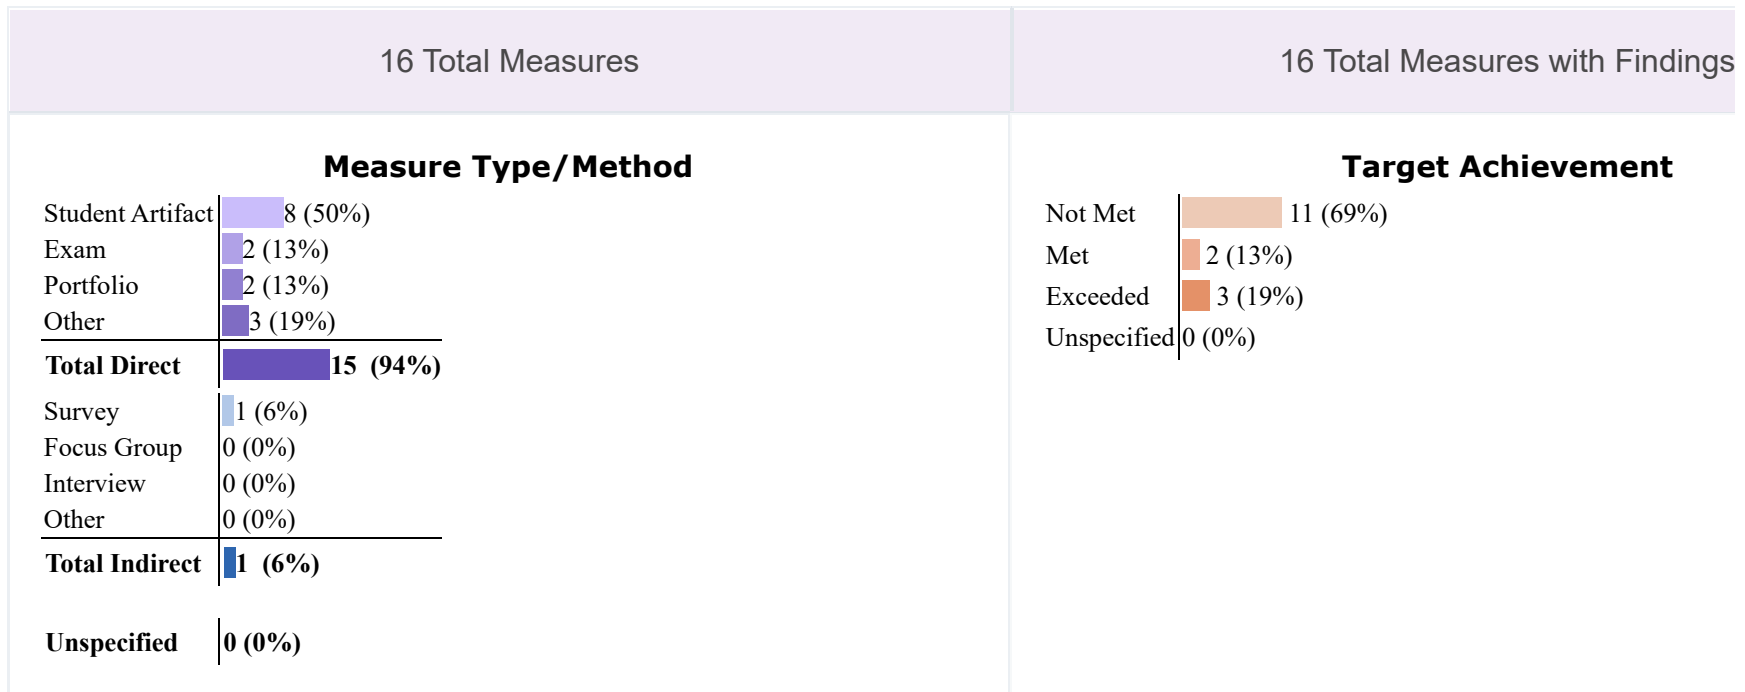 16 Total Measures
16 Total Measures with Findings
Measure Type/Method
Student Artifact 8 (50%)
Exam 2 (13%)
Portfolio 2 (13%)
Other 3 (19%)
Total Direct 15 (94%)
Survey 1 (6%)
Focus Group 0 (0%)
Interview 0 (0%)
Other 0 (0%)
Total Indirect 1 (6%)
Unspecified 0 (0%)
Target Achievement
Not Met 11 (69%)
Met 2 (13%)
Exceeded 3 (19%)
Unspecified 0 (0%)